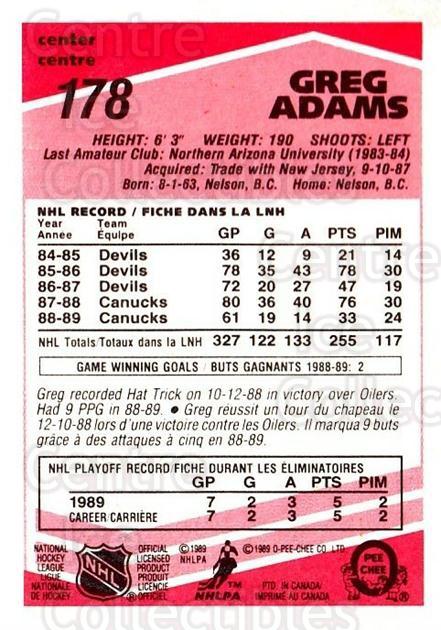 center
centre
178
GREG
ADAMS
HEIGHT: 6' 3" WEIGHT: 190 SHOOTS: LEFT
Last Amateur Club: Northern Arizona University (1983-84)
Acquired: Trade with New Jersey, 9-10-87
Born: 8-1-63, Nelson, B.C. Home: Nelson, B.C.
NHL RECORD / FICHE DANS LA LNH
Year Team
Année Équipe GP G A PTS PIM
84-85 Devils 36 12 9 21 14
85-86 Devils 78 35 43 78 30
86-87 Devils 72 20 27 47 19
87-88 Canucks 80 36 40 76 30
88-89 Canucks 61 19 14 33 24
NHL Totals/Totaux dans la LNH 327 122 133 255 117
GAME WINNING GOALS / BUTS GAGNANTS 1988-89: 2
Greg recorded Hat Trick on 10-12-88 in victory over Oilers.
Had 9 PPG in 88-89. ● Greg réussit un tour du chapeau le
12-10-88 lors d'une victoire contre les Oilers. Il marqua 9 buts
grâce à des attaques à cinq en 88-89.
NHL PLAYOFF RECORD/FICHE DURANT LES ÉLIMINATOIRES
GP G A PTS PIM
1989 7 2 3 5 2
CAREER/CARRIÈRE 7 2 3 5 2
NATIONAL
HOCKEY
LEAGUE
LIGUE
NATIONALE
DE HOCKEY
NHL
®
OFFICIAL
LICENSED
PRODUCT
PRODUIT
OFFICIEL
© 1989
NHLPA
NHLPA
™
© 1989 O-PEE-CHEE CO. LTD.
PTD. IN CANADA/
IMPRIMÉ AU CANADA
O
PEE
CHEE
Ice
Center
Collectibles